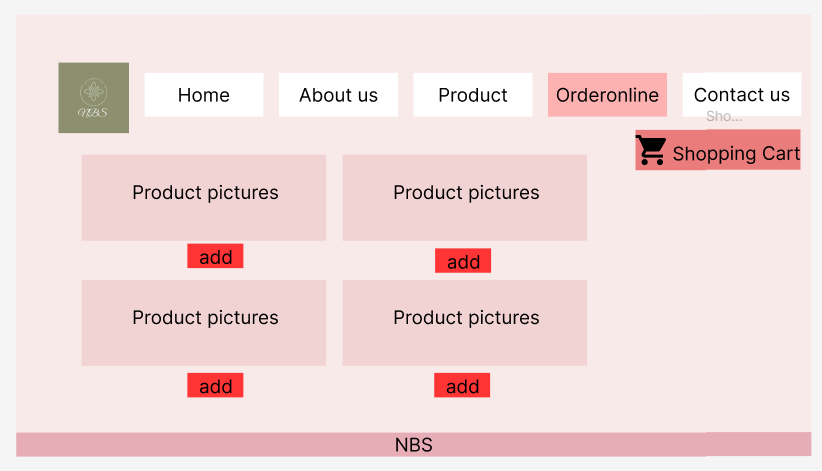 NBS
Home
About us
Product
Orderonline
Contact us
Sho...
Shopping Cart
Product pictures
Product pictures
add
add
Product pictures
Product pictures
add
add
NBS